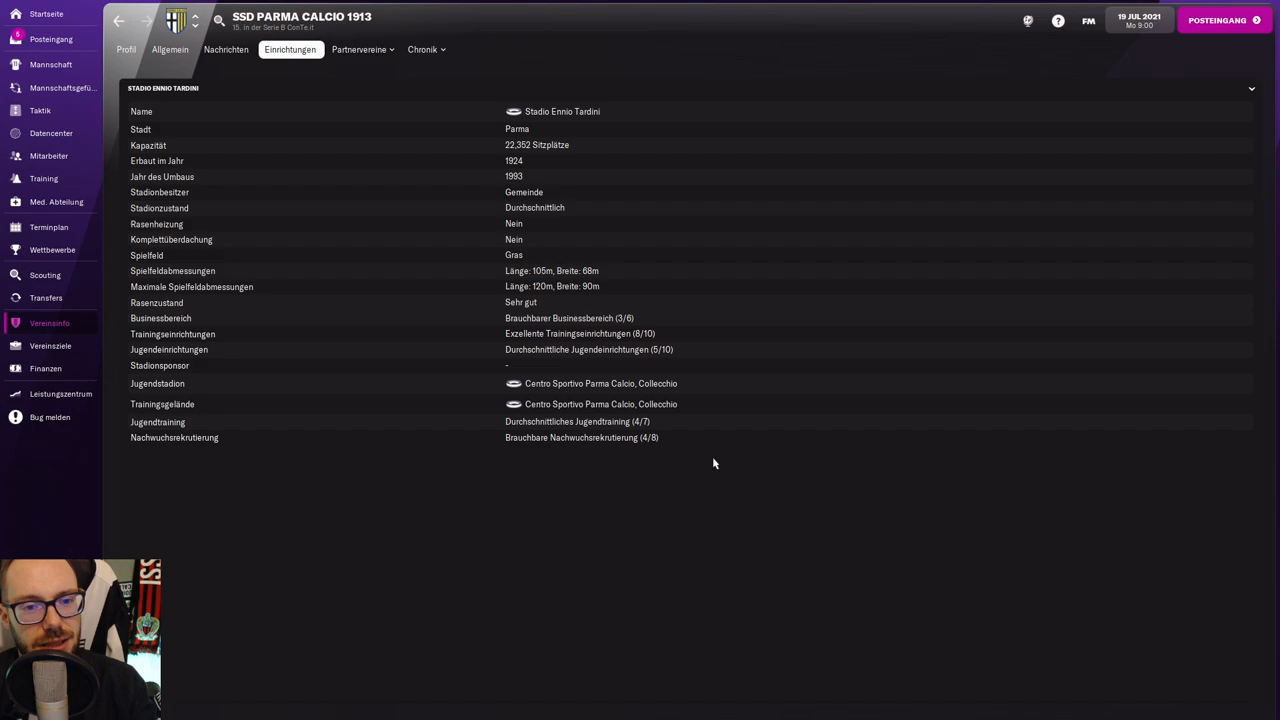 Startseite
6
Posteingang
Mannschaft
Mannschaftsgefü...
Taktik
Datencenter
Mitarbeiter
Training
Med. Abteilung
Terminplan
Wettbewerbe
Scouting
Transfers
Vereinsinfo
Vereinsziele
Finanzen
Leistungszentrum
Bug melden
SSD PARMA CALCIO 1913
15. in der Serie B ConTe.it
? FM
19 JUL 2021
Mo 9:00
POSTEINGANG
Profil Allgemein Nachrichten Einrichtungen Partnervereine Chronik
STADIO ENNIO TARDINI
Name Stadio Ennio Tardini
Stadt Parma
Kapazität 22,352 Sitzplätze
Erbaut im Jahr 1924
Jahr des Umbaus 1993
Stadionbesitzer Gemeinde
Stadionzustand Durchschnittlich
Rasenheizung Nein
Komplettüberdachung Nein
Spielfeld Gras
Spielfeldabmessungen Länge: 105m, Breite: 68m
Maximale Spielfeldabmessungen Länge: 120m, Breite: 90m
Rasenzustand Sehr gut
Businessbereich Brauchbarer Businessbereich (3/6)
Trainingseinrichtungen Exzellente Trainingseinrichtungen (8/10)
Jugendeinrichtungen Durchschnittliche Jugendeinrichtungen (5/10)
Stadionsponsor -
Jugendstadion Centro Sportivo Parma Calcio, Collecchio
Trainingsgelände Centro Sportivo Parma Calcio, Collecchio
Jugendtraining Durchschnittliches Jugendtraining (4/7)
Nachwuchsrekrutierung Brauchbare Nachwuchsrekrutierung (4/8)